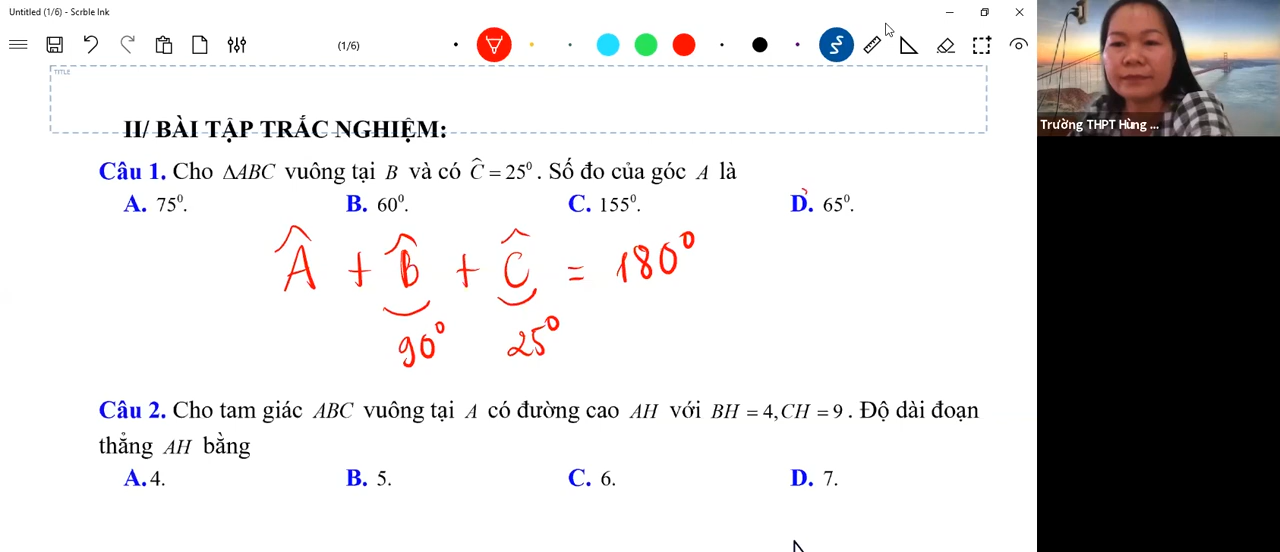 Untitled (1/6) - Scrble Ink
(1/6)
TITLE
II/ BÀI TẬP TRẮC NGHIỆM:
Câu 1. Cho ΔABC vuông tại B và có Ĉ = 25⁰. Số đo của góc A là
A. 75⁰. B. 60⁰. C. 155⁰. D. 65⁰.
Â + B̂ + Ĉ = 180⁰
90⁰ 25⁰
Câu 2. Cho tam giác ABC vuông tại A có đường cao AH với BH = 4, CH = 9. Độ dài đoạn
thẳng AH bằng
A. 4. B. 5. C. 6. D. 7.
Trường THPT Hùng ...